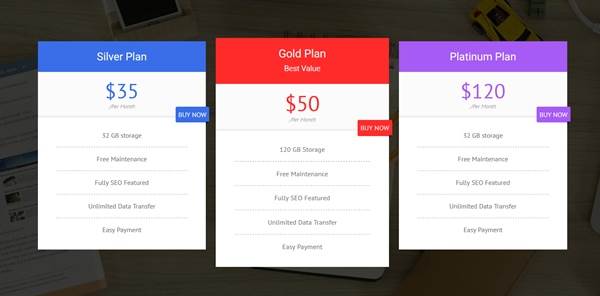 Silver Plan
$35
/Per Month
BUY NOW
32 GB storage
Free Maintenance
Fully SEO Featured
Unlimited Data Transfer
Easy Payment
Gold Plan
Best Value
$50
/Per Month
BUY NOW
120 GB Storage
Free Maintenance
Fully SEO Featured
Unlimited Data Transfer
Easy Payment
Platinum Plan
$120
/Per Month
BUY NOW
32 GB storage
Free Maintenance
Fully SEO Featured
Unlimited Data Transfer
Easy Payment